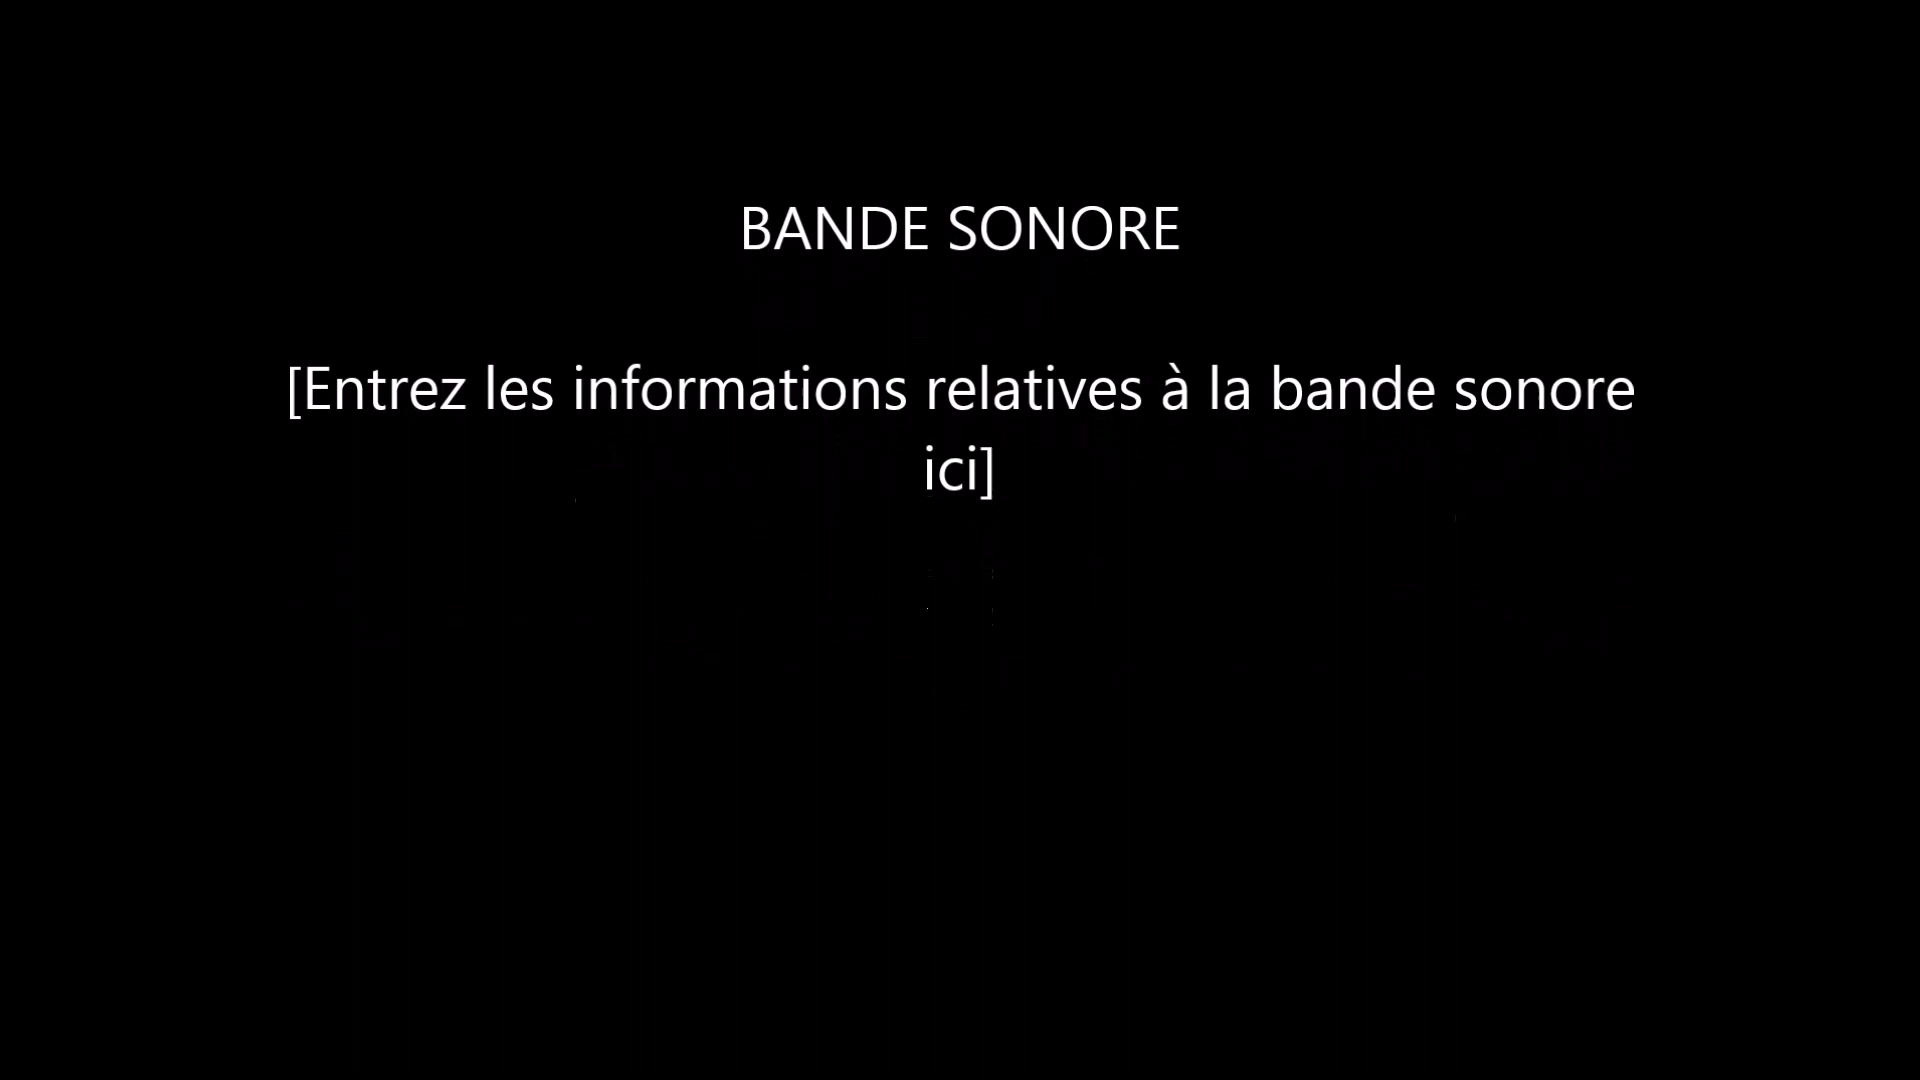 BANDE SONORE
[Entrez les informations relatives à la bande sonore
ici]